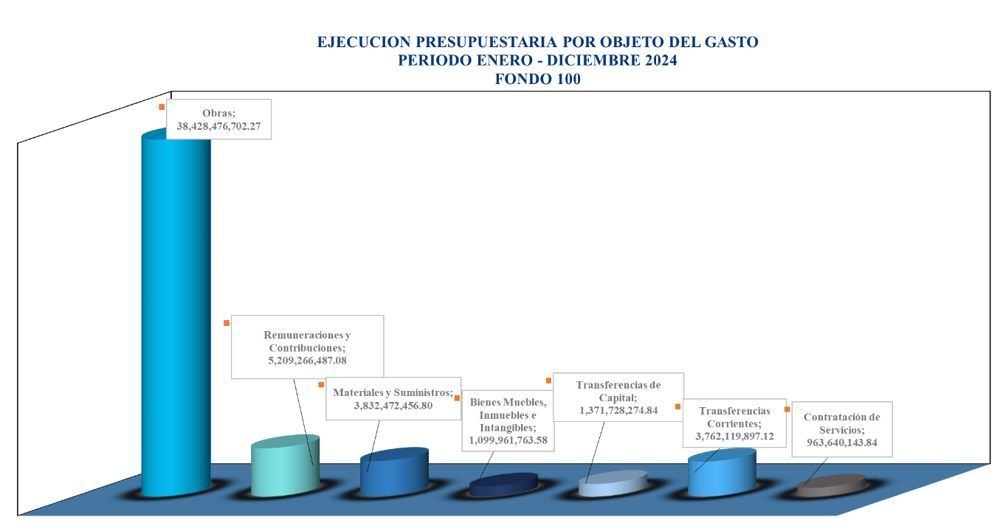 EJECUCION PRESUPUESTARIA POR OBJETO DEL GASTO
PERIODO ENERO - DICIEMBRE 2024
FONDO 100
Obras;
38,428,476,702.27
Remuneraciones y
Contribuciones;
5,209,266,487.08
Materiales y Suministros;
3,832,472,456.80
Bienes Muebles,
Inmuebles e
Intangibles;
1,099,961,763.58
Transferencias de
Capital;
1,371,728,274.84
Transferencias
Corrientes;
3,762,119,897.12
Contratación de
Servicios;
963,640,143.84